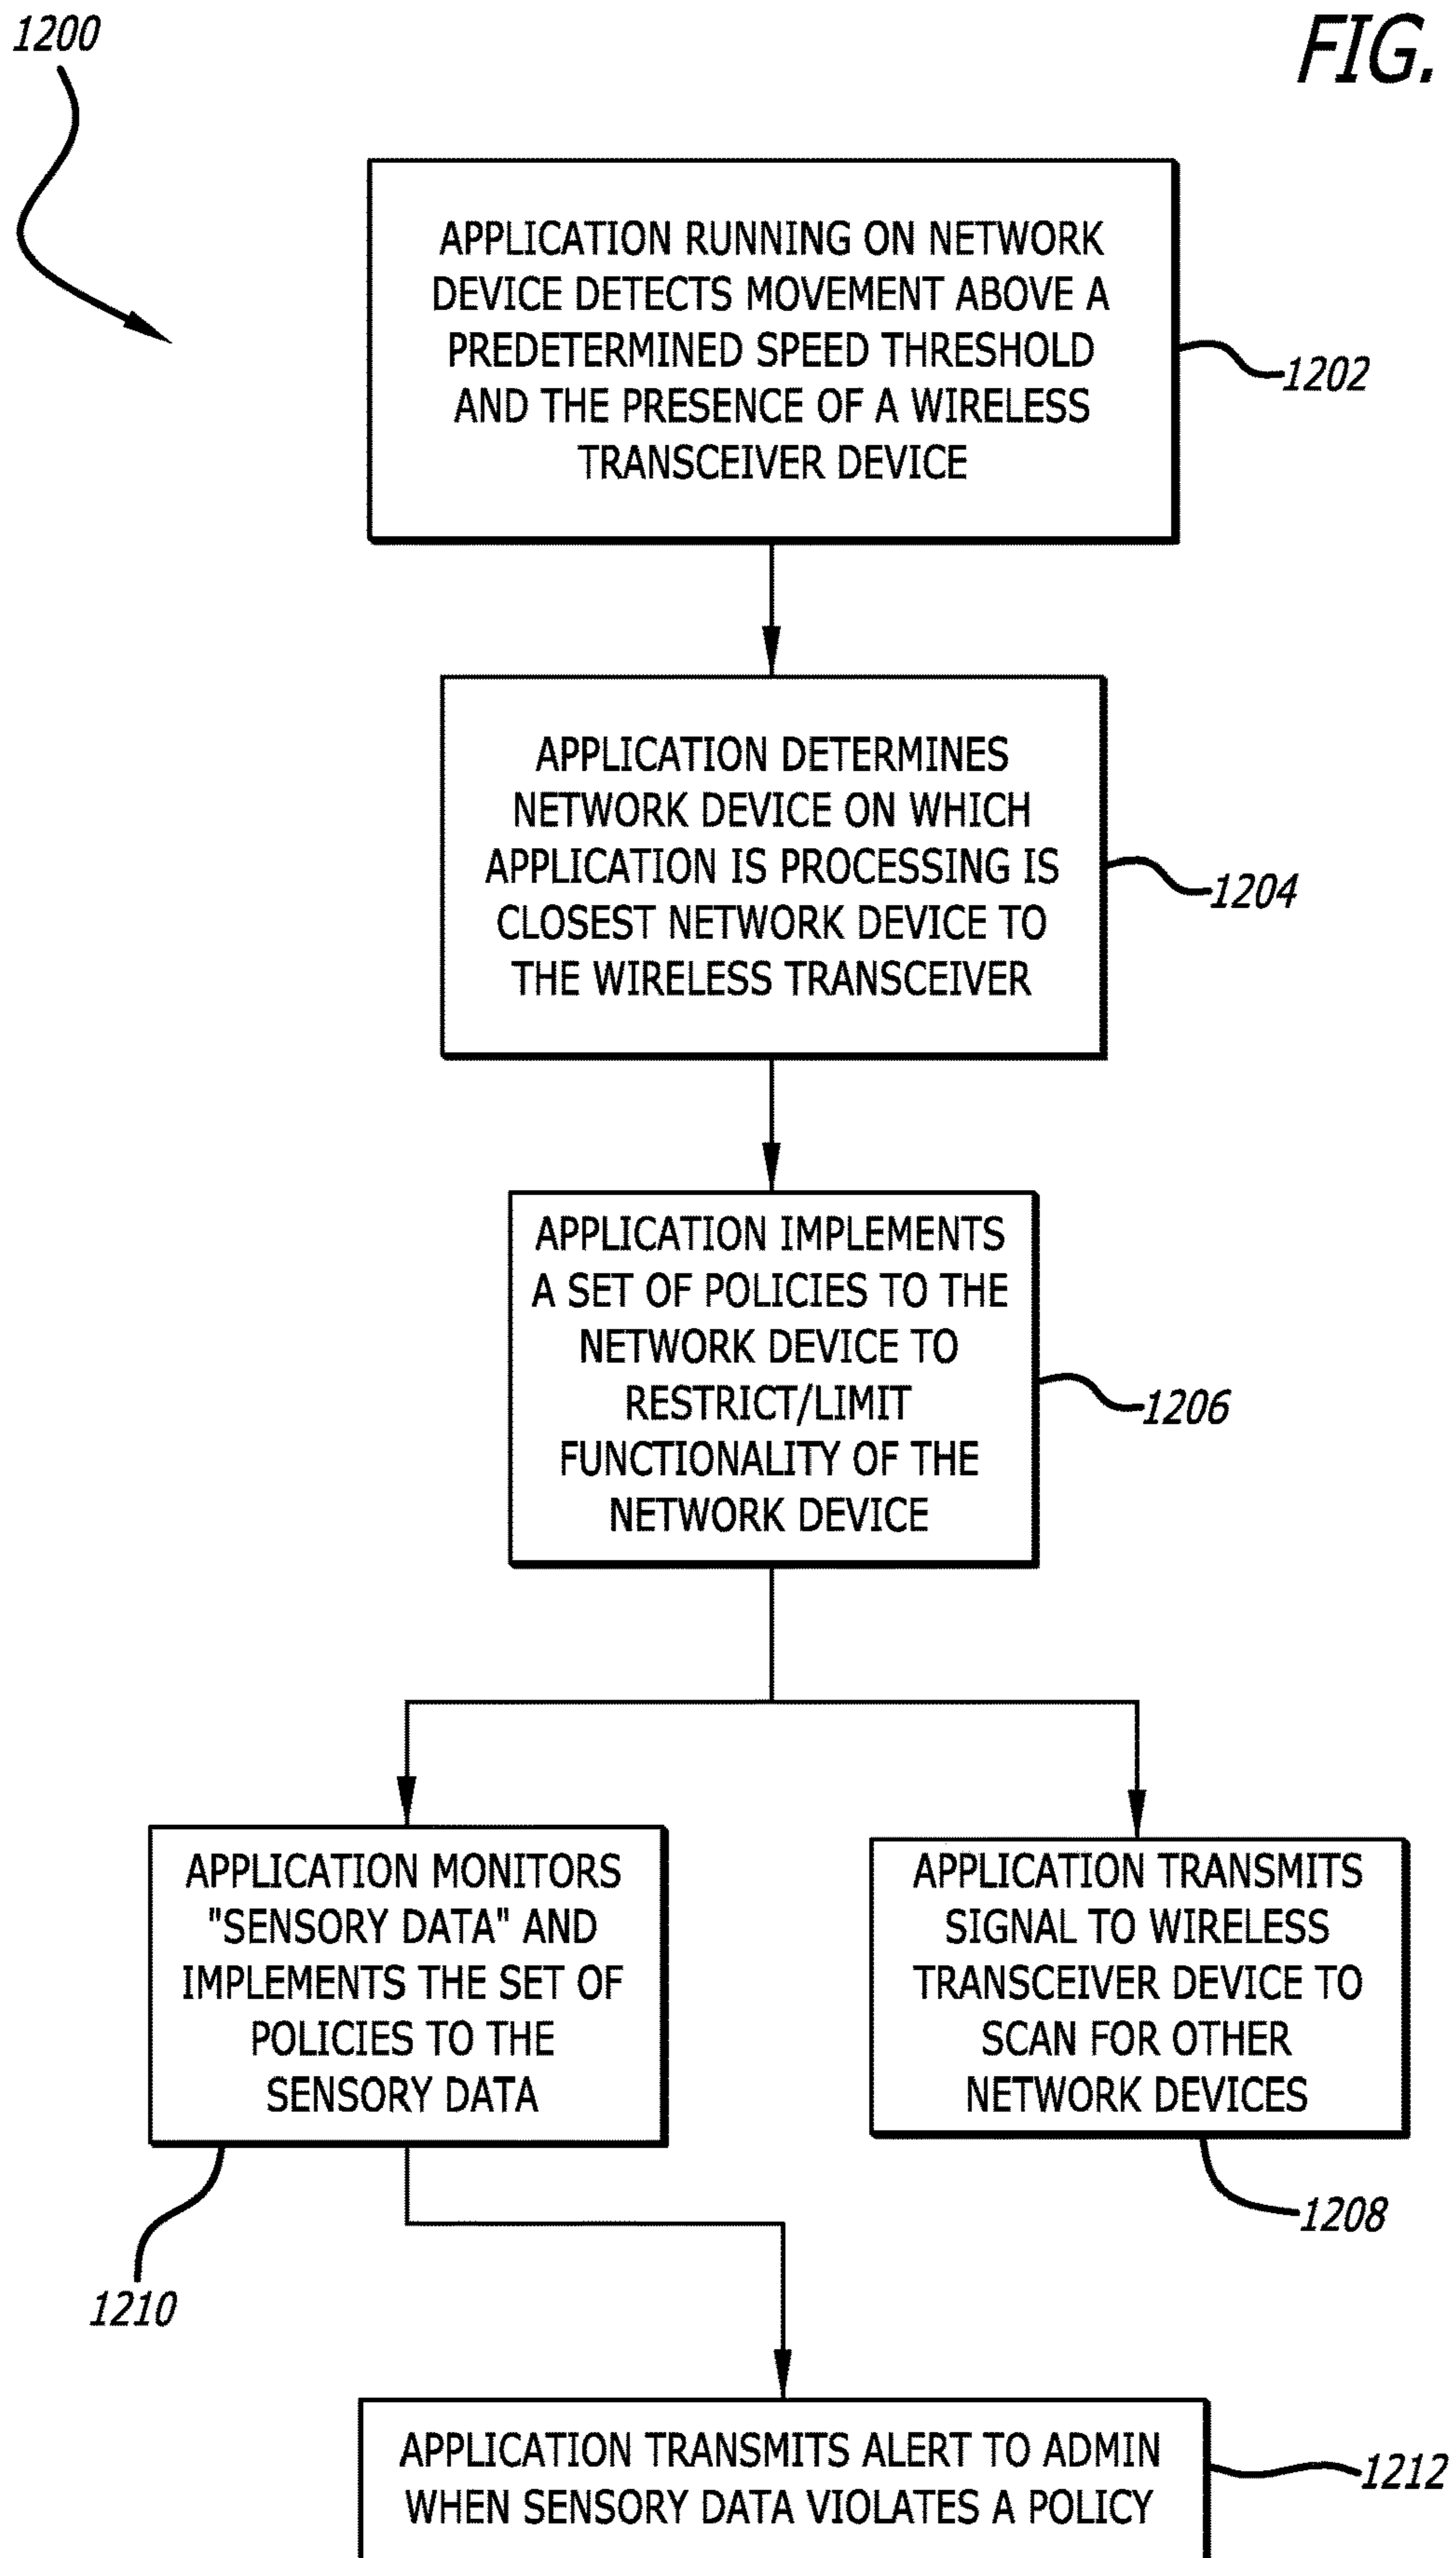 1200
FIG.
APPLICATION RUNNING ON NETWORK
DEVICE DETECTS MOVEMENT ABOVE A
PREDETERMINED SPEED THRESHOLD
AND THE PRESENCE OF A WIRELESS
TRANSCEIVER DEVICE
1202
APPLICATION DETERMINES
NETWORK DEVICE ON WHICH
APPLICATION IS PROCESSING IS
CLOSEST NETWORK DEVICE TO
THE WIRELESS TRANSCEIVER
1204
APPLICATION IMPLEMENTS
A SET OF POLICIES TO THE
NETWORK DEVICE TO
RESTRICT/LIMIT
FUNCTIONALITY OF THE
NETWORK DEVICE
1206
APPLICATION MONITORS
"SENSORY DATA" AND
IMPLEMENTS THE SET OF
POLICIES TO THE
SENSORY DATA
1210
APPLICATION TRANSMITS
SIGNAL TO WIRELESS
TRANSCEIVER DEVICE TO
SCAN FOR OTHER
NETWORK DEVICES
1208
APPLICATION TRANSMITS ALERT TO ADMIN
WHEN SENSORY DATA VIOLATES A POLICY
1212